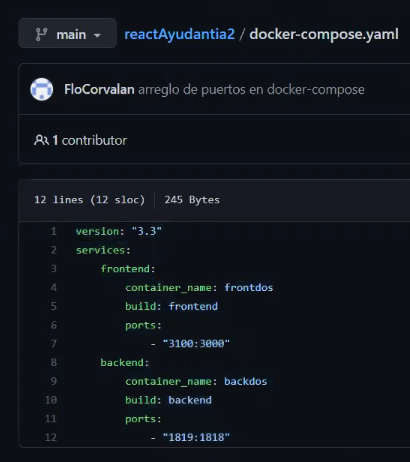 main reactAyudantia2 / docker-compose.yaml
FloCorvalan arreglo de puertos en docker-compose
1 contributor
12 lines (12 sloc) 245 Bytes
1 version: "3.3"
2 services:
3     frontend:
4         container_name: frontdos
5         build: frontend
6         ports:
7             - "3100:3000"
8     backend:
9         container_name: backdos
10         build: backend
11         ports:
12             - "1819:1818"